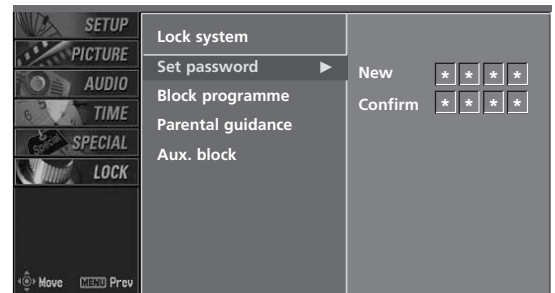 SETUP
PICTURE
AUDIO
TIME
SPECIAL
LOCK
Move MENU Prev
Lock system
Set password ▶
Block programme
Parental guidance
Aux. block
New * * * *
Confirm * * * *